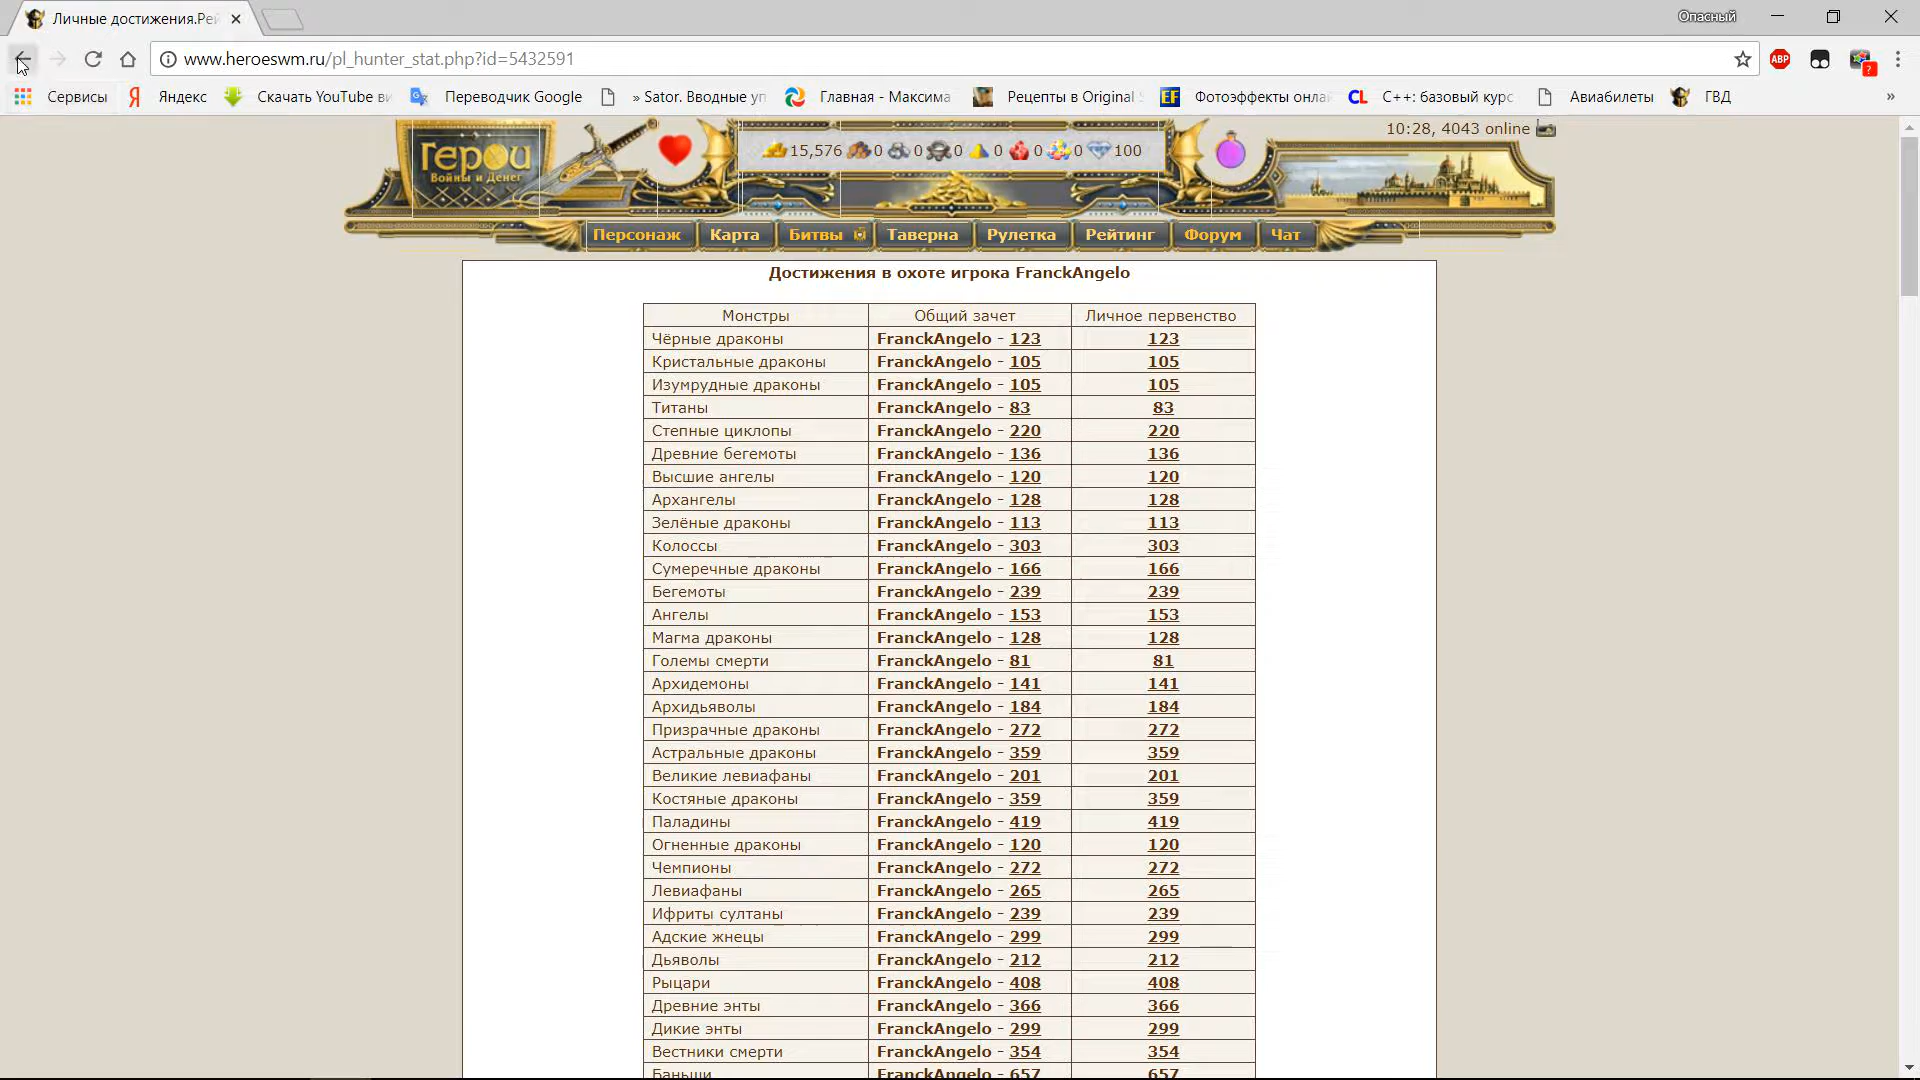 Личные достижения.Рей
Опасный
www.heroeswm.ru/pl_hunter_stat.php?id=5432591
ABP
?
Сервисы Яндекс Скачать YouTube ви Переводчик Google » Sator. Вводные уп Главная - Максима Рецепты в Original S EF Фотоэффекты онлай CL C++: базовый курс Авиабилеты ГВД »
Герои
Войны и Денег
15,576 0 0 0 0 0 0 100
10:28, 4043 online
Персонаж Карта Битвы Таверна Рулетка Рейтинг Форум Чат
Достижения в охоте игрока FranckAngelo
Монстры Общий зачет Личное первенство
Чёрные драконы FranckAngelo - 123 123
Кристальные драконы FranckAngelo - 105 105
Изумрудные драконы FranckAngelo - 105 105
Титаны FranckAngelo - 83 83
Степные циклопы FranckAngelo - 220 220
Древние бегемоты FranckAngelo - 136 136
Высшие ангелы FranckAngelo - 120 120
Архангелы FranckAngelo - 128 128
Зелёные драконы FranckAngelo - 113 113
Колоссы FranckAngelo - 303 303
Сумеречные драконы FranckAngelo - 166 166
Бегемоты FranckAngelo - 239 239
Ангелы FranckAngelo - 153 153
Магма драконы FranckAngelo - 128 128
Големы смерти FranckAngelo - 81 81
Архидемоны FranckAngelo - 141 141
Архидьяволы FranckAngelo - 184 184
Призрачные драконы FranckAngelo - 272 272
Астральные драконы FranckAngelo - 359 359
Великие левиафаны FranckAngelo - 201 201
Костяные драконы FranckAngelo - 359 359
Паладины FranckAngelo - 419 419
Огненные драконы FranckAngelo - 120 120
Чемпионы FranckAngelo - 272 272
Левиафаны FranckAngelo - 265 265
Ифриты султаны FranckAngelo - 239 239
Адские жнецы FranckAngelo - 299 299
Дьяволы FranckAngelo - 212 212
Рыцари FranckAngelo - 408 408
Древние энты FranckAngelo - 366 366
Дикие энты FranckAngelo - 299 299
Вестники смерти FranckAngelo - 354 354
Баньши FranckAngelo - 657 657